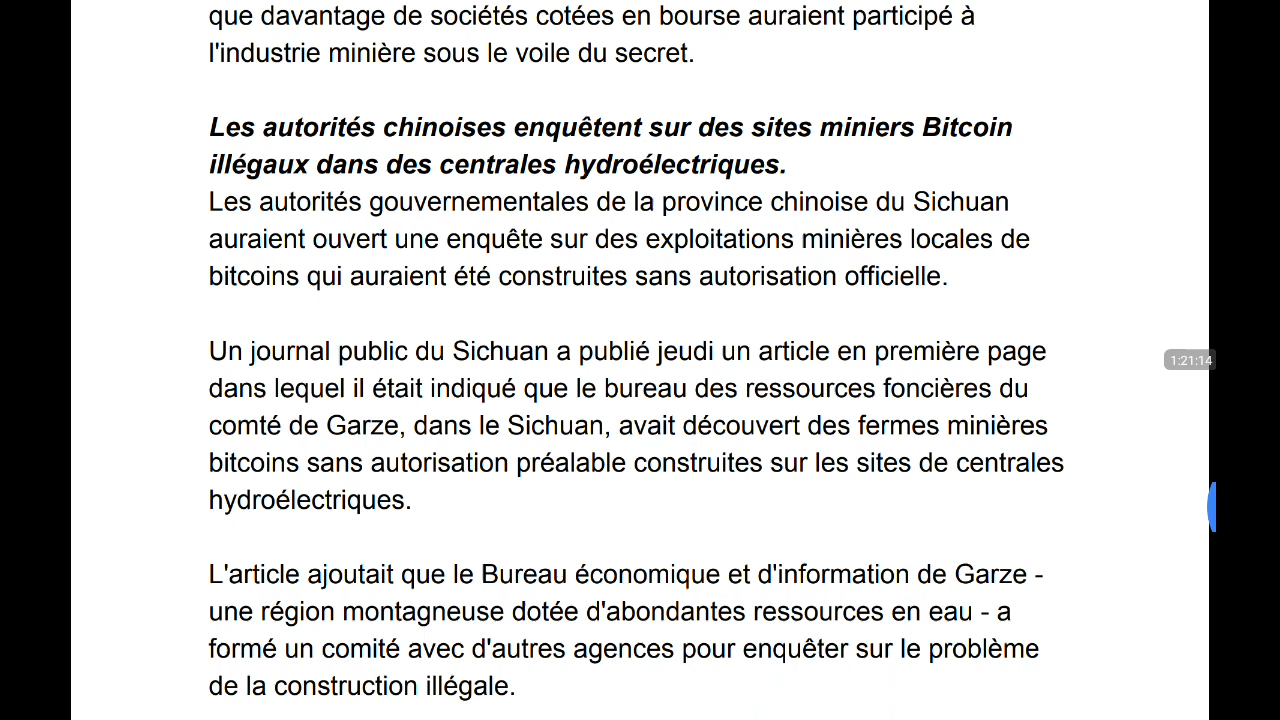 que davantage de sociétés cotées en bourse auraient participé à
l'industrie minière sous le voile du secret.
Les autorités chinoises enquêtent sur des sites miniers Bitcoin
illégaux dans des centrales hydroélectriques.
Les autorités gouvernementales de la province chinoise du Sichuan
auraient ouvert une enquête sur des exploitations minières locales de
bitcoins qui auraient été construites sans autorisation officielle.
Un journal public du Sichuan a publié jeudi un article en première page
dans lequel il était indiqué que le bureau des ressources foncières du
1:21:14
comté de Garze, dans le Sichuan, avait découvert des fermes minières
bitcoins sans autorisation préalable construites sur les sites de centrales
hydroélectriques.
L'article ajoutait que le Bureau économique et d'information de Garze -
une région montagneuse dotée d'abondantes ressources en eau - a
formé un comité avec d'autres agences pour enquêter sur le problème
de la construction illégale.